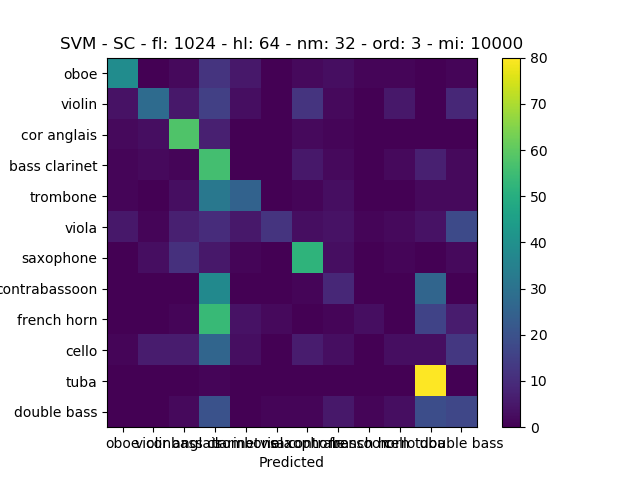 SVM - SC - fl: 1024 - hl: 64 - nm: 32 - ord: 3 - mi: 10000
oboe
violin
cor anglais
bass clarinet
trombone
viola
saxophone
contrabassoon
french horn
cello
tuba
double bass
80
70
60
50
40
30
20
10
0
oboe violin double bass
Predicted